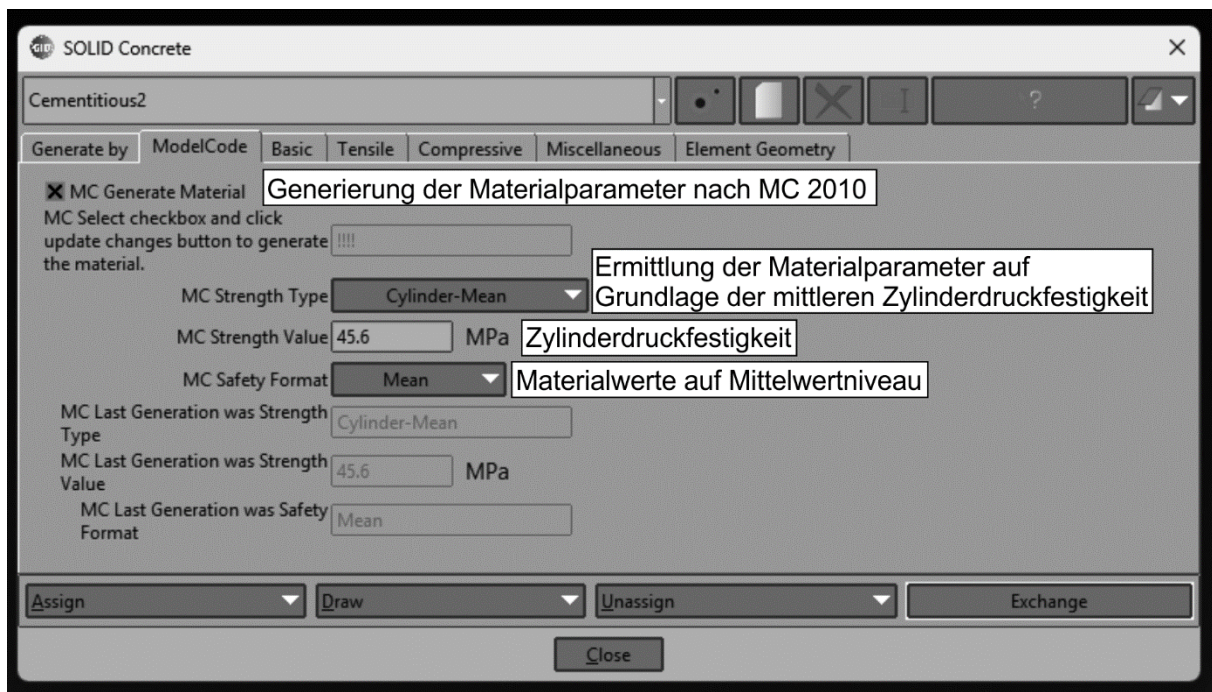 GiD SOLID Concrete
Cementitious2
?
Generate by ModelCode Basic Tensile Compressive Miscellaneous Element Geometry
MC Generate Material Generierung der Materialparameter nach MC 2010
MC Select checkbox and click
update changes button to generate !!!!
the material.
Ermittlung der Materialparameter auf
MC Strength Type Cylinder-Mean Grundlage der mittleren Zylinderdruckfestigkeit
MC Strength Value 45.6 MPa Zylinderdruckfestigkeit
MC Safety Format Mean Materialwerte auf Mittelwertniveau
MC Last Generation was Strength
Type Cylinder-Mean
MC Last Generation was Strength
Value 45.6 MPa
MC Last Generation was Safety
Format Mean
Assign Draw Unassign Exchange
Close